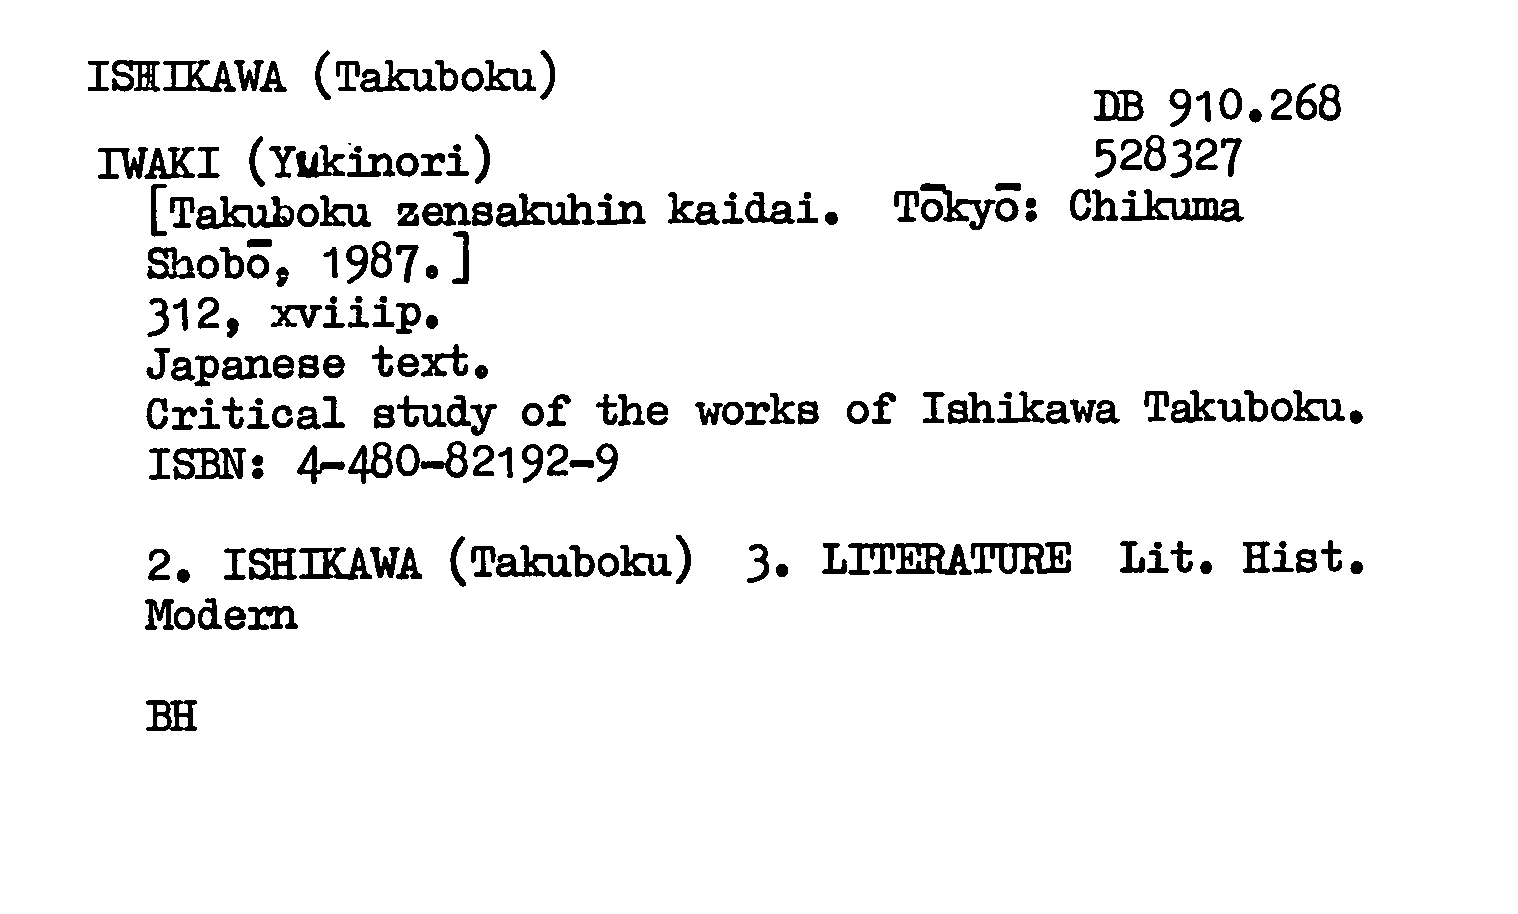 ISHIKAWA (Takuboku)
DB 910.268
528327
IWAKI (Yukinori)
[Takuboku zensakuhin kaidai. Tōkyō: Chikuma
Shobō, 1987.]
312, xviiip.
Japanese text.
Critical study of the works of Ishikawa Takuboku.
ISBN: 4-480-82192-9
2. ISHIKAWA (Takuboku) 3. LITERATURE Lit. Hist.
Modern
BH